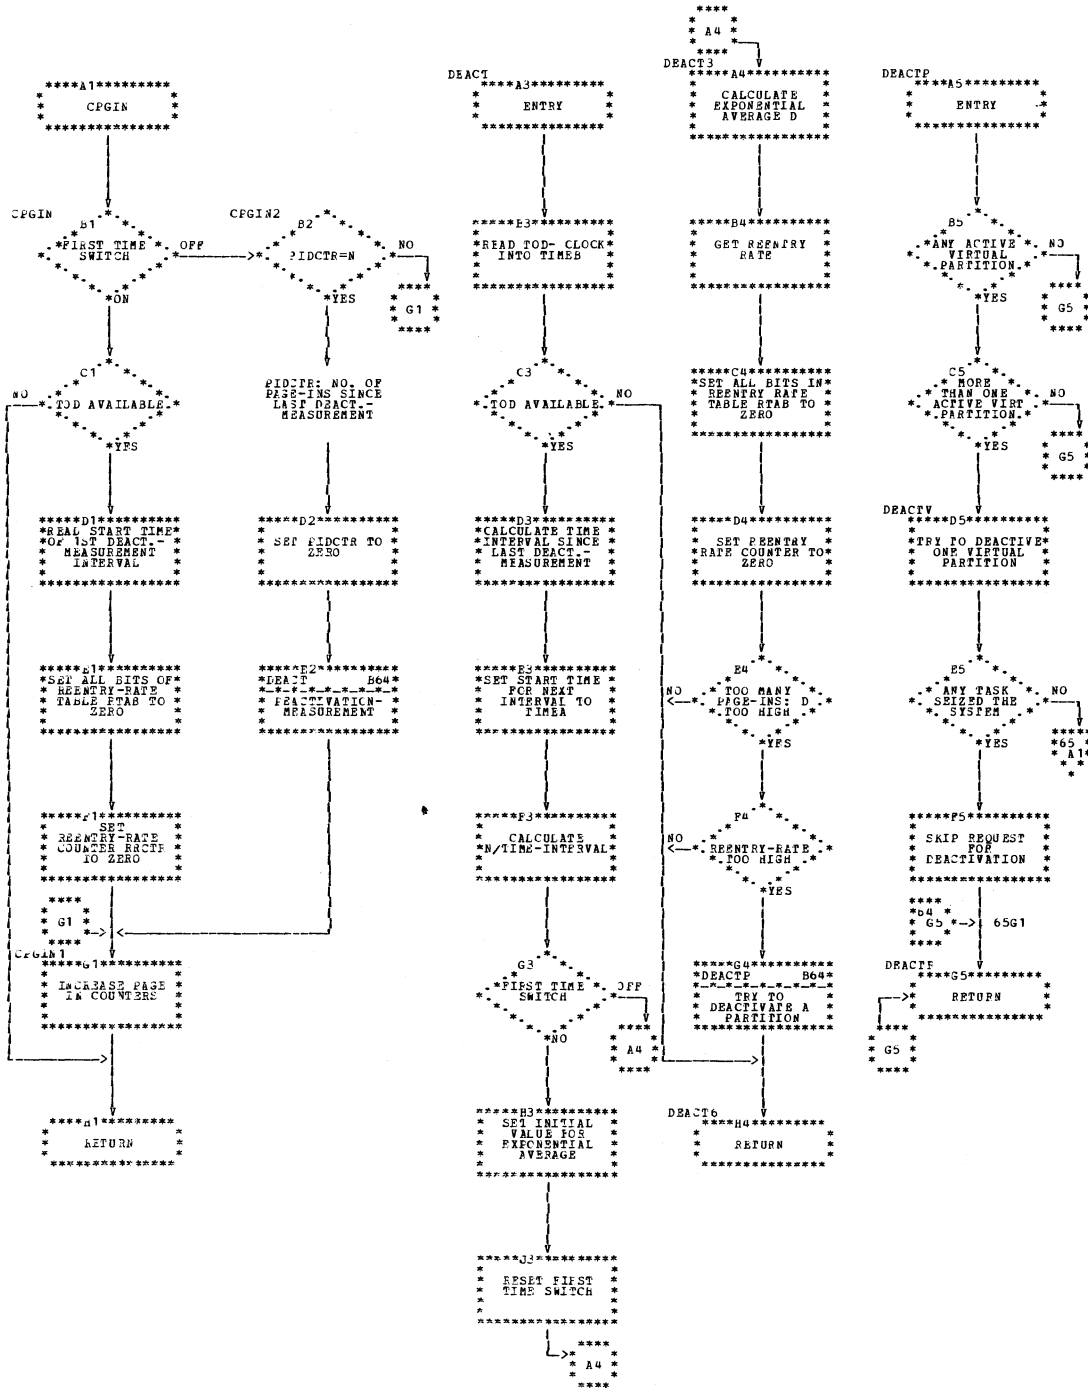 A4
DEACT
DEACT3
DEACTP
A1
CPGIN
A3
ENTRY
A4
CALCULATE
EXPONENTIAL
AVERAGE D
A5
ENTRY
CPGIN
B1
FIRST TIME
SWITCH
OFF
ON
CPGIN2
B2
PIDCTR=N
NO
YES
G1
B3
READ TOD- CLOCK
INTO TIMEB
B4
GET REENTRY
RATE
B5
ANY ACTIVE
VIRTUAL
PARTITION
NO
YES
G5
C1
TOD AVAILABLE
NO
YES
PIDCTR: NO. OF
PAGE-INS SINCE
LAST DEACT.-
MEASUREMENT
C3
TOD AVAILABLE
NO
YES
C4
SET ALL BITS IN
REENTRY RATE
TABLE RTAB TO
ZERO
C5
MORE
THAN ONE
ACTIVE VIRT
PARTITION
NO
YES
G5
D1
REAL START TIME
OF 1ST DEACT.-
MEASUREMENT
INTERVAL
D2
SET PIDCTR TO
ZERO
D3
CALCULATE TIME
INTERVAL SINCE
LAST DEACT.-
MEASUREMENT
D4
SET REENTRY
RATE COUNTER TO
ZERO
DEACTV
D5
TRY TO DEACTIVE
ONE VIRTUAL
PARTITION
E1
SET ALL BITS OF
REENTRY-RATE
TABLE RTAB TO
ZERO
E2
DEACT B64
DEACTIVATION-
MEASUREMENT
E3
SET START TIME
FOR NEXT
INTERVAL TO
TIMEA
E4
TOO MANY
PAGE-INS: D
TOO HIGH
NO
YES
E5
ANY TASK
SEIZED THE
SYSTEM
NO
YES
65
A1
F1
SET
REENTRY-RATE
COUNTER RRCTR
TO ZERO
F3
CALCULATE
N/TIME-INTERVAL
F4
REENTRY-RATE
TOO HIGH
NO
YES
F5
SKIP REQUEST
FOR
DEACTIVATION
G1
64
G5
65G1
CPGIN1
G1
INCREASE PAGE
IN COUNTERS
G3
FIRST TIME
SWITCH
OFF
NO
A4
G4
DEACTP B64
TRY TO
DEACTIVATE A
PARTITION
G5
RETURN
G5
H1
RETURN
H3
SET INITIAL
VALUE FOR
EXPONENTIAL
AVERAGE
DEACT6
H4
RETURN
J3
RESET FIRST
TIME SWITCH
A4